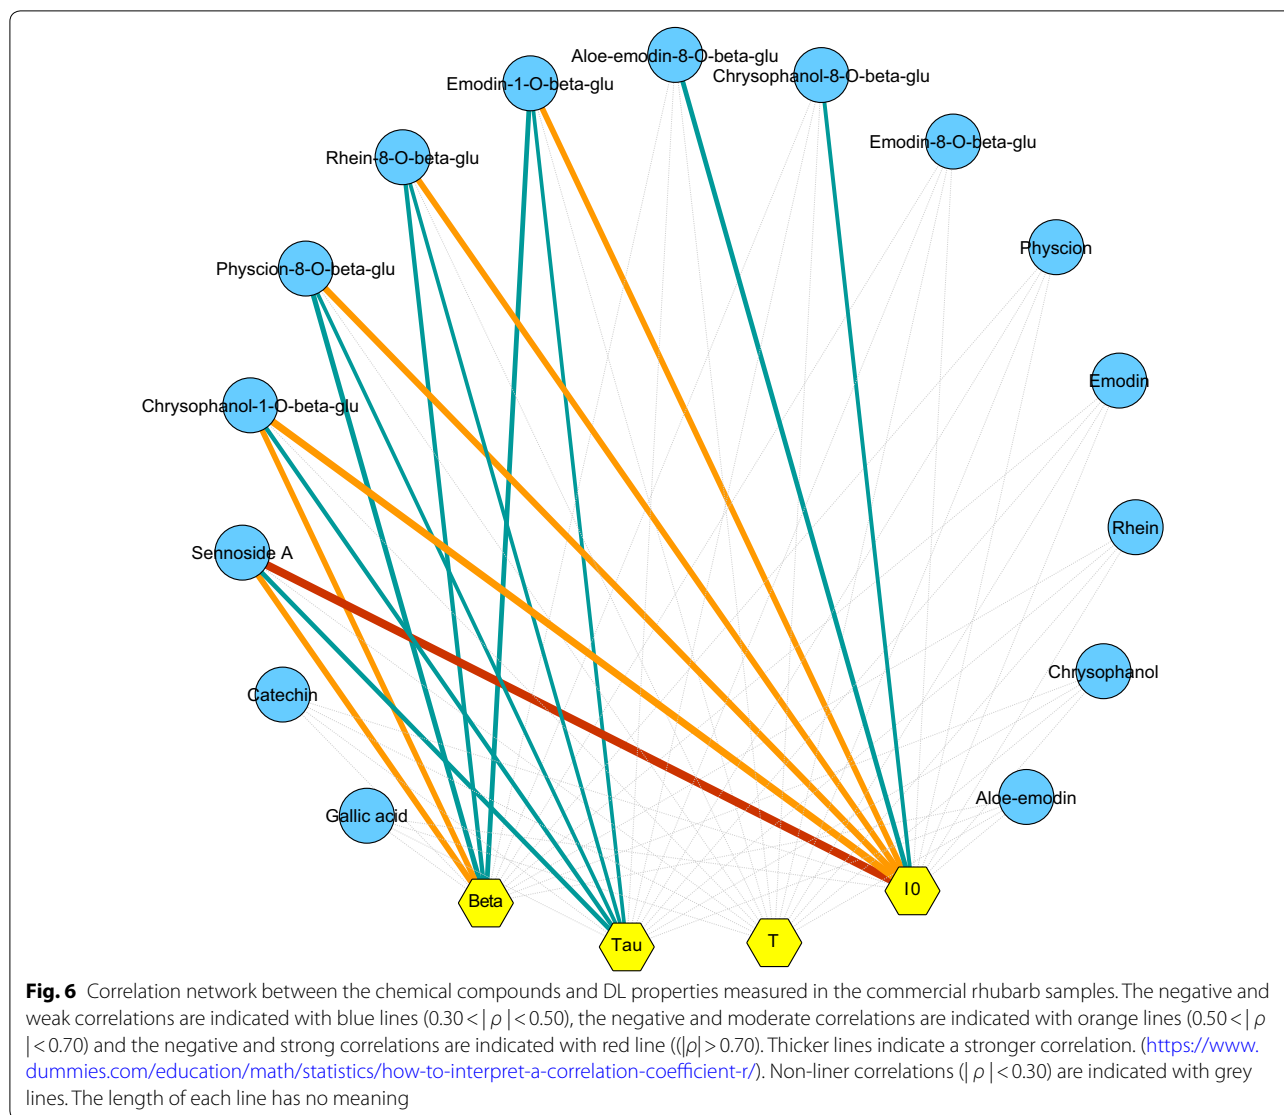 Aloe-emodin-8-O-beta-glu
Chrysophanol-8-O-beta-glu
Emodin-1-O-beta-glu
Emodin-8-O-beta-glu
Rhein-8-O-beta-glu
Physcion
Physcion-8-O-beta-glu
Emodin
Chrysophanol-1-O-beta-glu
Rhein
Sennoside A
Chrysophanol
Catechin
Aloe-emodin
Gallic acid
I0
Beta
T
Tau
Fig. 6 Correlation network between the chemical compounds and DL properties measured in the commercial rhubarb samples. The negative and
weak correlations are indicated with blue lines (0.30 < | ρ | < 0.50), the negative and moderate correlations are indicated with orange lines (0.50 < | ρ
| < 0.70) and the negative and strong correlations are indicated with red line ((|ρ| > 0.70). Thicker lines indicate a stronger correlation. (https://www.
dummies.com/education/math/statistics/how-to-interpret-a-correlation-coefficient-r/). Non-liner correlations (| ρ | < 0.30) are indicated with grey
lines. The length of each line has no meaning